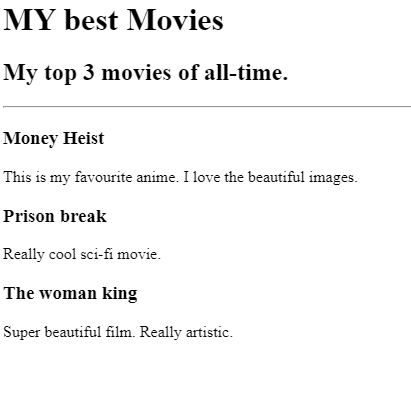 MY best Movies
My top 3 movies of all-time.
Money Heist
This is my favourite anime. I love the beautiful images.
Prison break
Really cool sci-fi movie.
The woman king
Super beautiful film. Really artistic.